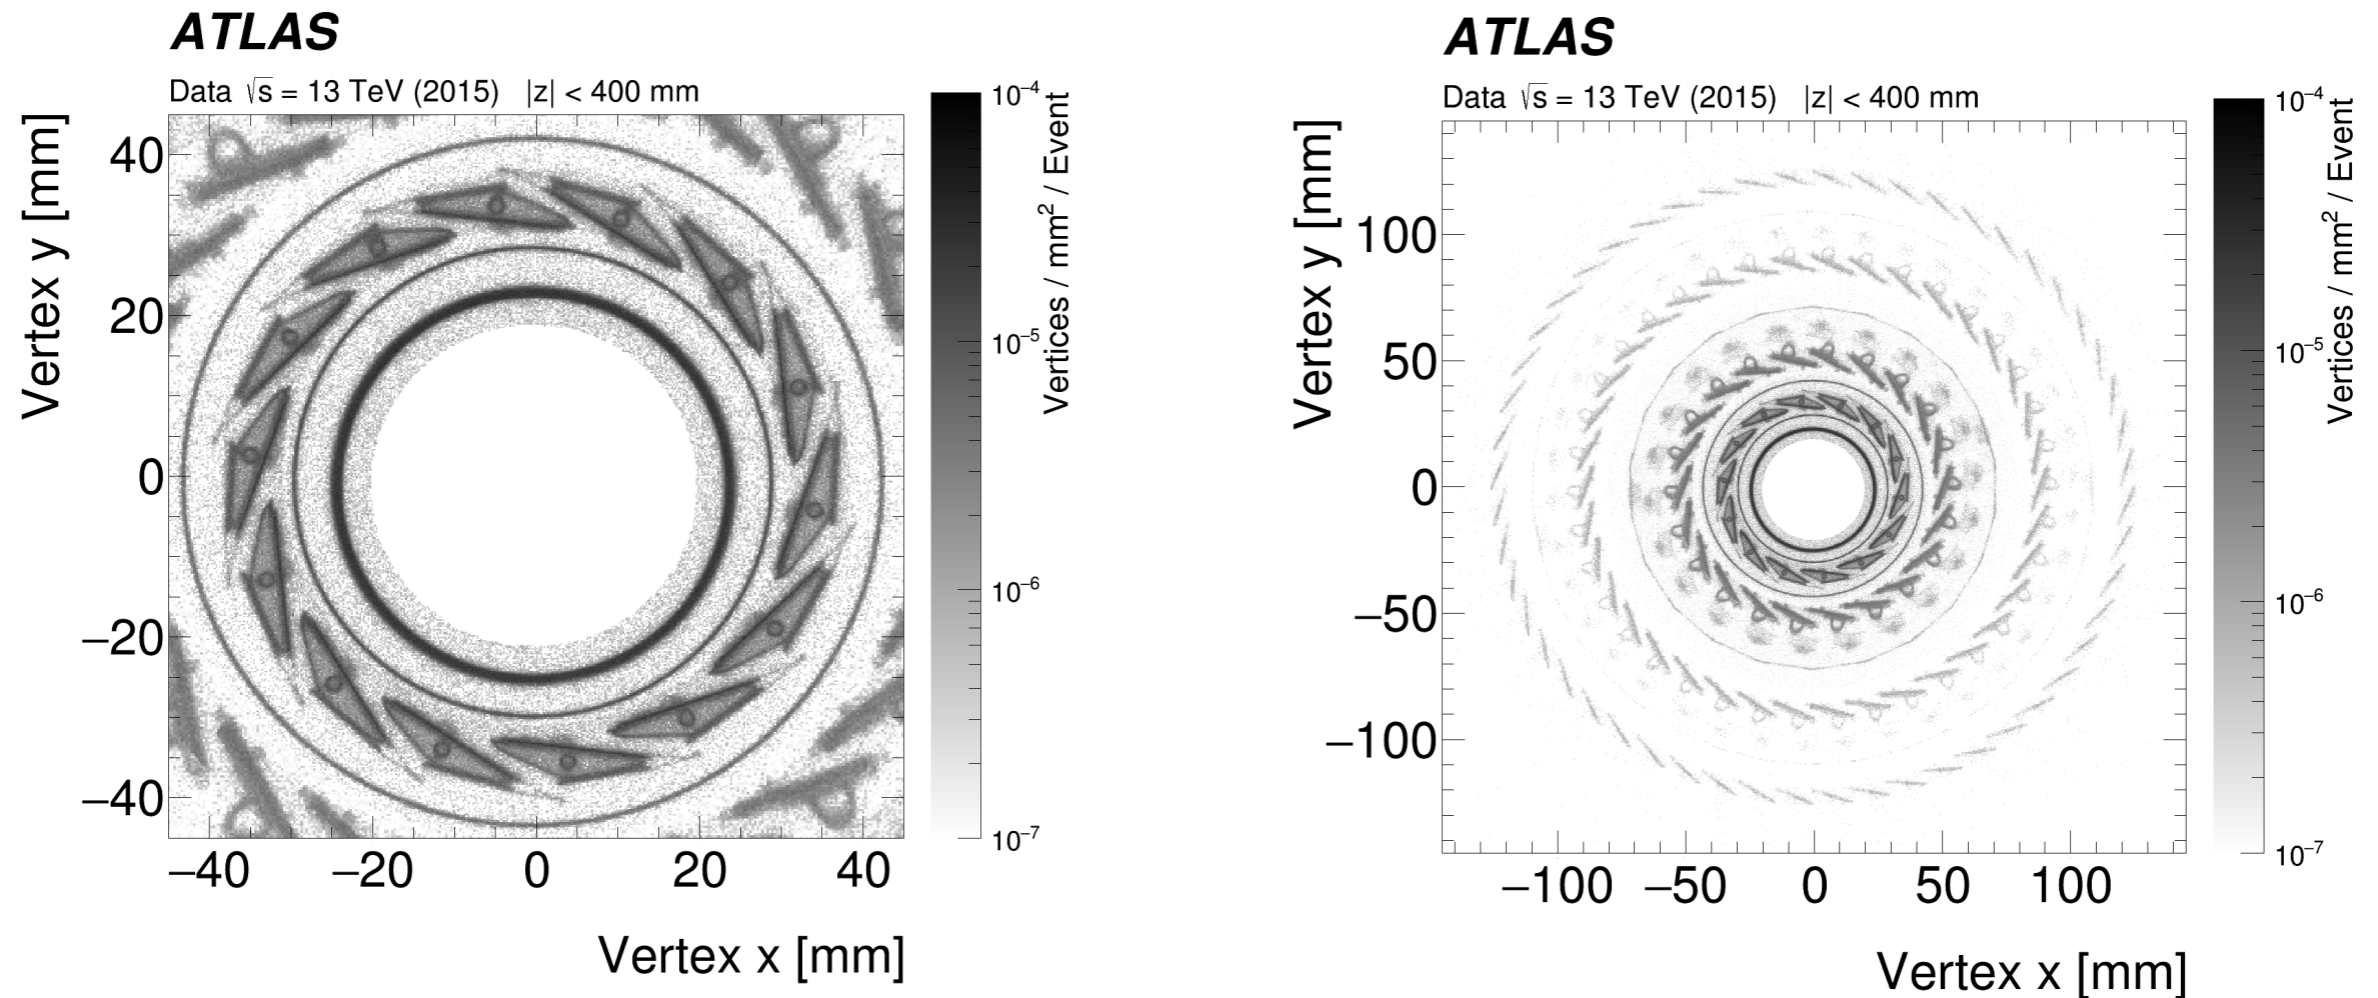 ATLAS
Data √s = 13 TeV (2015) |z| < 400 mm
Vertex y [mm]
40
20
0
−20
−40
−40 −20 0 20 40
Vertex x [mm]
10⁻⁴
10⁻⁵
10⁻⁶
10⁻⁷
Vertices / mm² / Event
ATLAS
Data √s = 13 TeV (2015) |z| < 400 mm
Vertex y [mm]
100
50
0
−50
−100
−100 −50 0 50 100
Vertex x [mm]
10⁻⁴
10⁻⁵
10⁻⁶
10⁻⁷
Vertices / mm² / Event